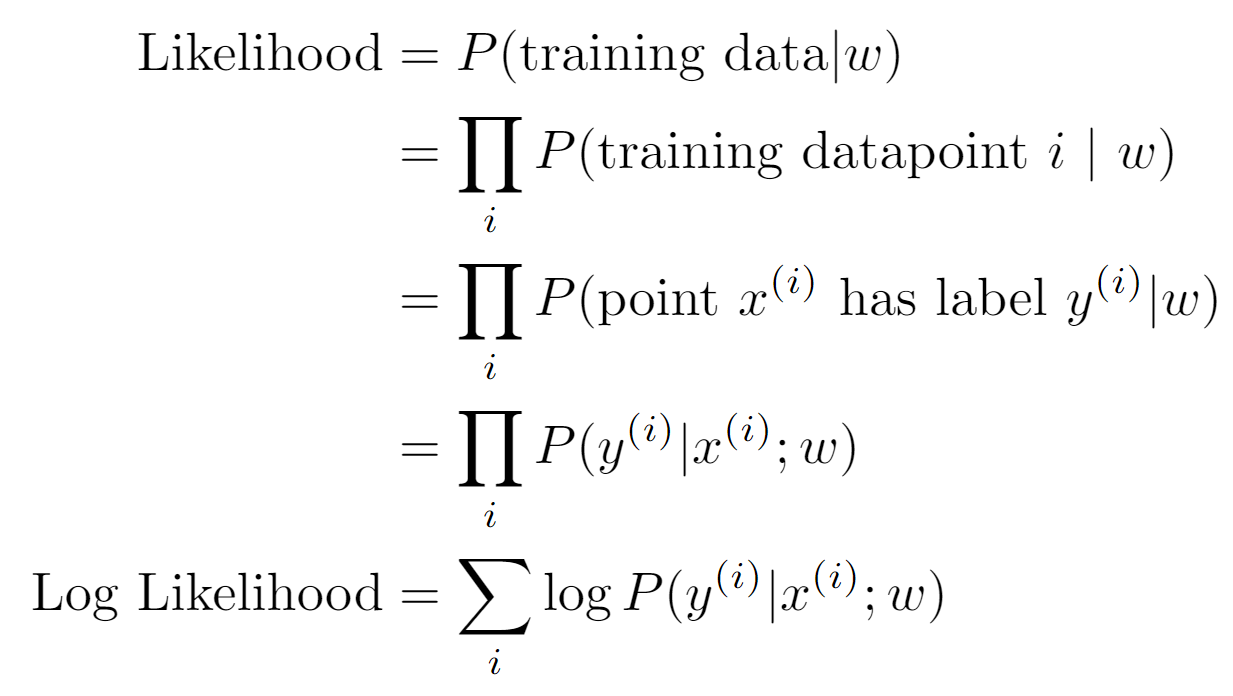 Likelihood = P(training data|w)
= ∏_i P(training datapoint i | w)
= ∏_i P(point x^(i) has label y^(i)|w)
= ∏_i P(y^(i)|x^(i); w)
Log Likelihood = ∑_i log P(y^(i)|x^(i); w)